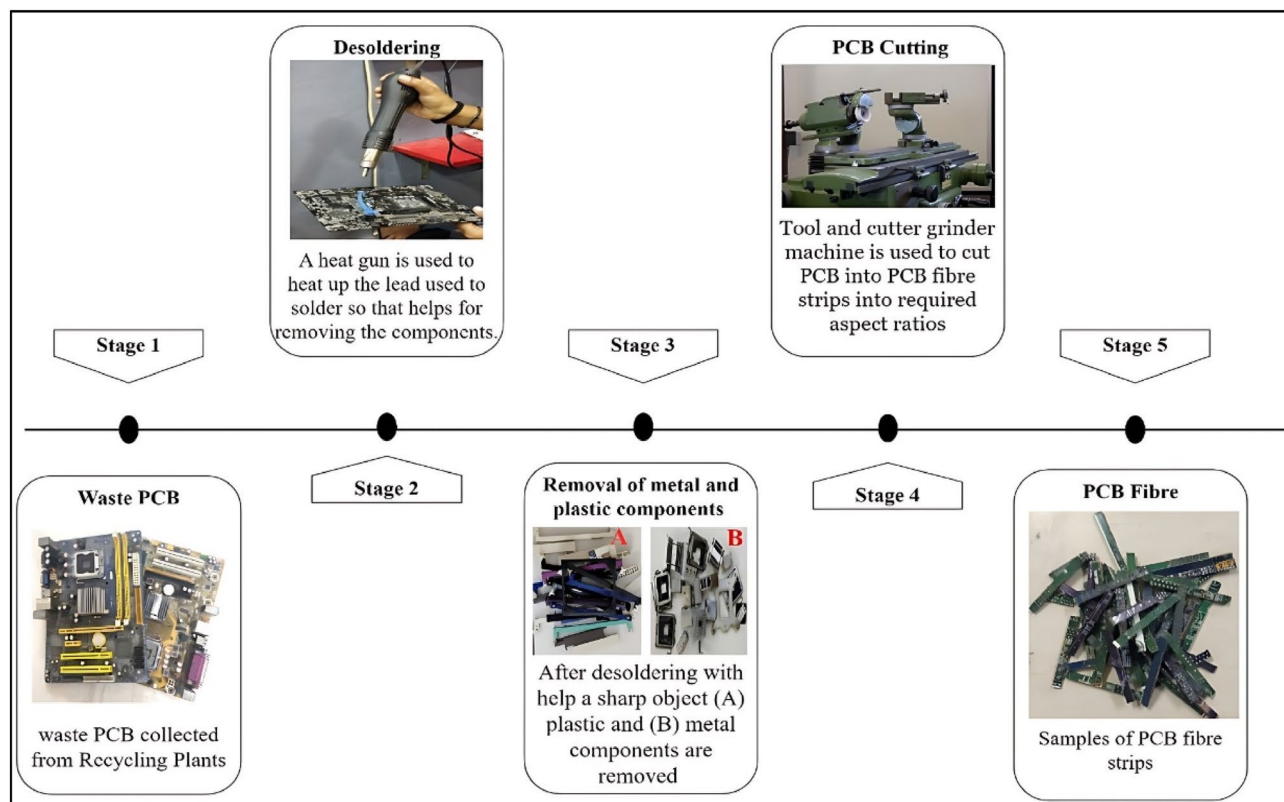 Stage 1
Waste PCB
waste PCB collected
from Recycling Plants
Desoldering
A heat gun is used to
heat up the lead used to
solder so that helps for
removing the components.
Stage 2
Stage 3
Removal of metal and
plastic components
A
B
After desoldering with
help a sharp object (A)
plastic and (B) metal
components are
removed
PCB Cutting
Tool and cutter grinder
machine is used to cut
PCB into PCB fibre
strips into required
aspect ratios
Stage 4
Stage 5
PCB Fibre
Samples of PCB fibre
strips